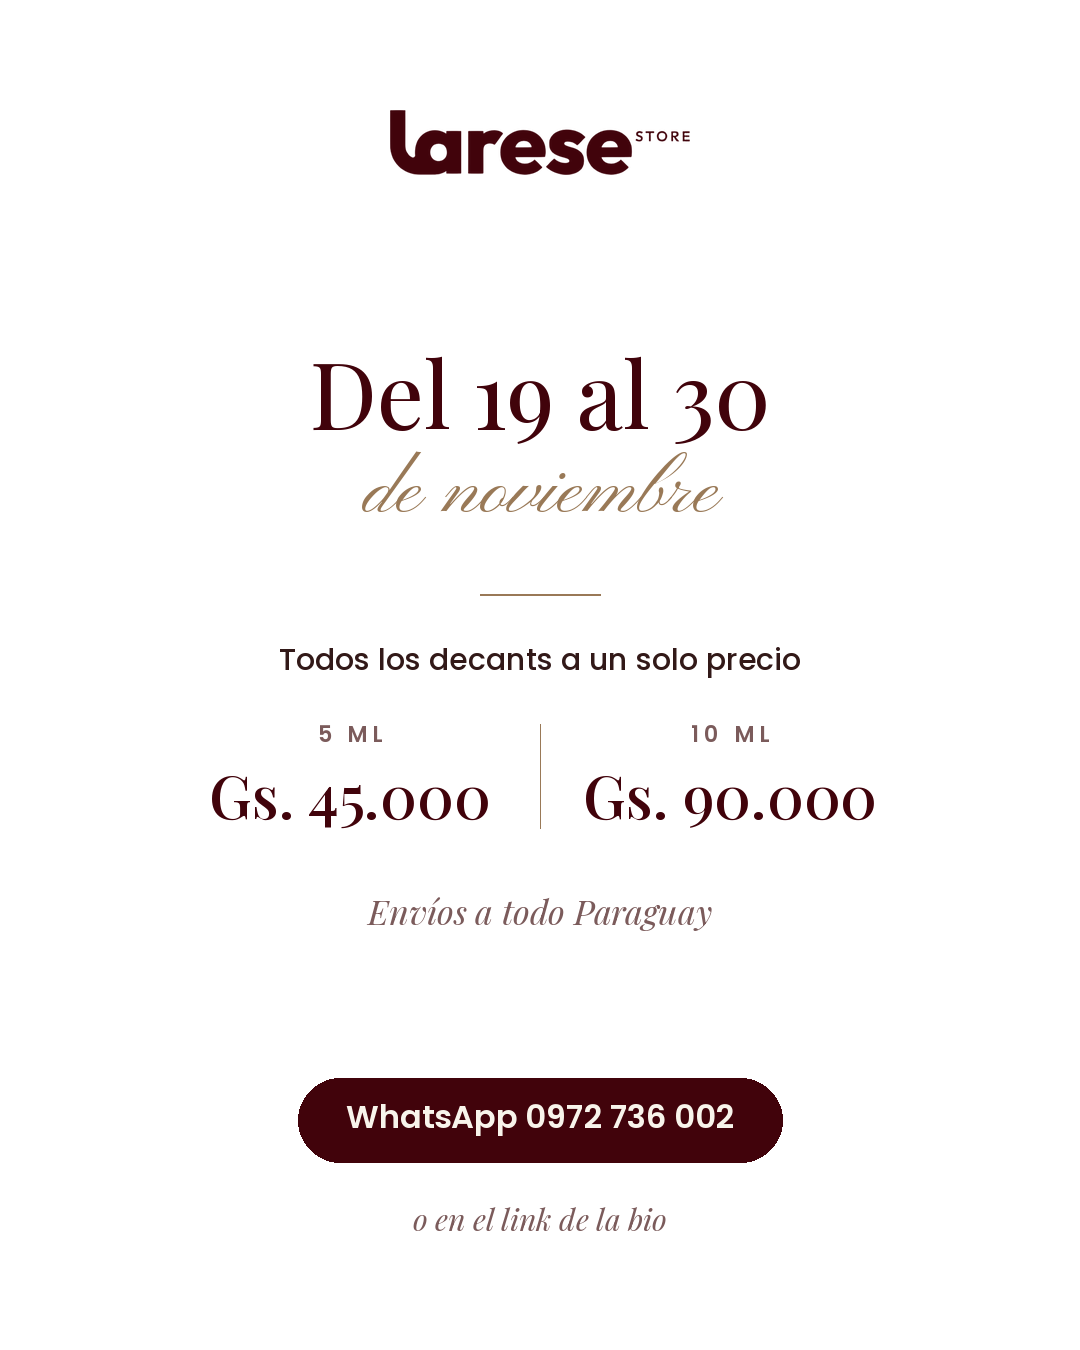 larese STORE
Del 19 al 30
de noviembre
Todos los decants a un solo precio
5 ML
Gs. 45.000
10 ML
Gs. 90.000
Envíos a todo Paraguay
WhatsApp 0972 736 002
o en el link de la bio